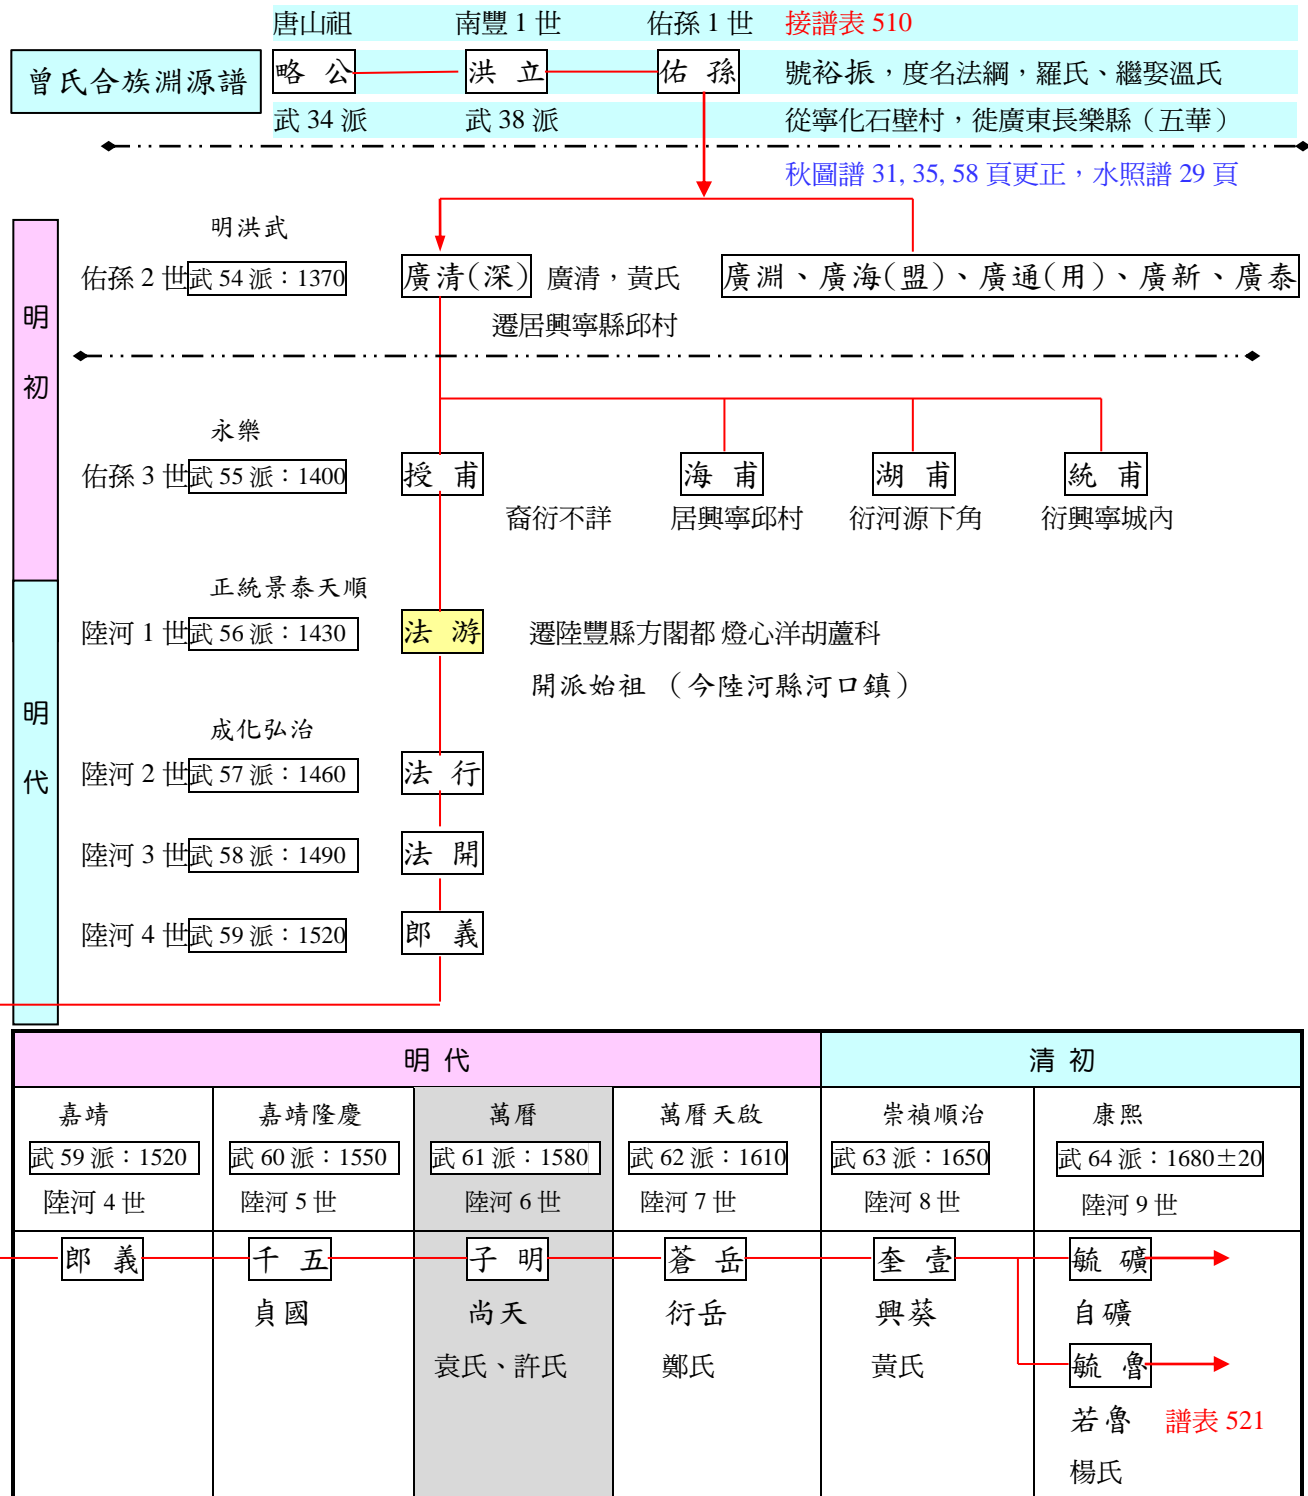 唐山祖 南豐 1 世 佑孫 1 世 接譜表 510
曾氏合族淵源譜
略 公 洪 立 佑 孫 號裕振，度名法綱，羅氏、繼娶溫氏
武 34 派 武 38 派 從寧化石壁村，徙廣東長樂縣（五華）
秋圖譜 31, 35, 58 頁更正，水照譜 29 頁
明初
明洪武
佑孫 2 世 武 54 派：1370 廣清(深) 廣清，黃氏 廣淵、廣海(盟)、廣通(用)、廣新、廣泰
遷居興寧縣邱村
永樂
佑孫 3 世 武 55 派：1400 授 甫 海 甫 湖 甫 統 甫
裔衍不詳 居興寧邱村 衍河源下角 衍興寧城內
明代
正統景泰天順
陸河 1 世 武 56 派：1430 法 游 遷陸豐縣方閣都 燈心洋胡蘆科
開派始祖 （今陸河縣河口鎮）
成化弘治
陸河 2 世 武 57 派：1460 法 行
陸河 3 世 武 58 派：1490 法 開
陸河 4 世 武 59 派：1520 郎 義
明 代 清 初
嘉靖 嘉靖隆慶 萬曆 萬曆天啟 崇禎順治 康熙
武 59 派：1520 武 60 派：1550 武 61 派：1580 武 62 派：1610 武 63 派：1650 武 64 派：1680±20
陸河 4 世 陸河 5 世 陸河 6 世 陸河 7 世 陸河 8 世 陸河 9 世
郎 義 千 五 子 明 蒼 岳 奎 壹 毓 礦
貞國 尚天 衍岳 興葵 自礦
袁氏、許氏 鄭氏 黃氏 毓 魯
若魯 譜表 521
楊氏